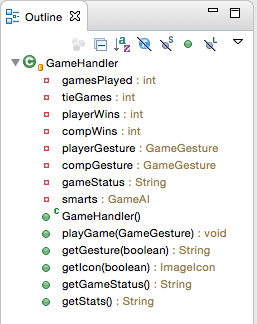 Outline
GameHandler
gamesPlayed : int
tieGames : int
playerWins : int
compWins : int
playerGesture : GameGesture
compGesture : GameGesture
gameStatus : String
smarts : GameAI
GameHandler()
playGame(GameGesture) : void
getGesture(boolean) : String
getIcon(boolean) : ImageIcon
getGameStatus() : String
getStats() : String